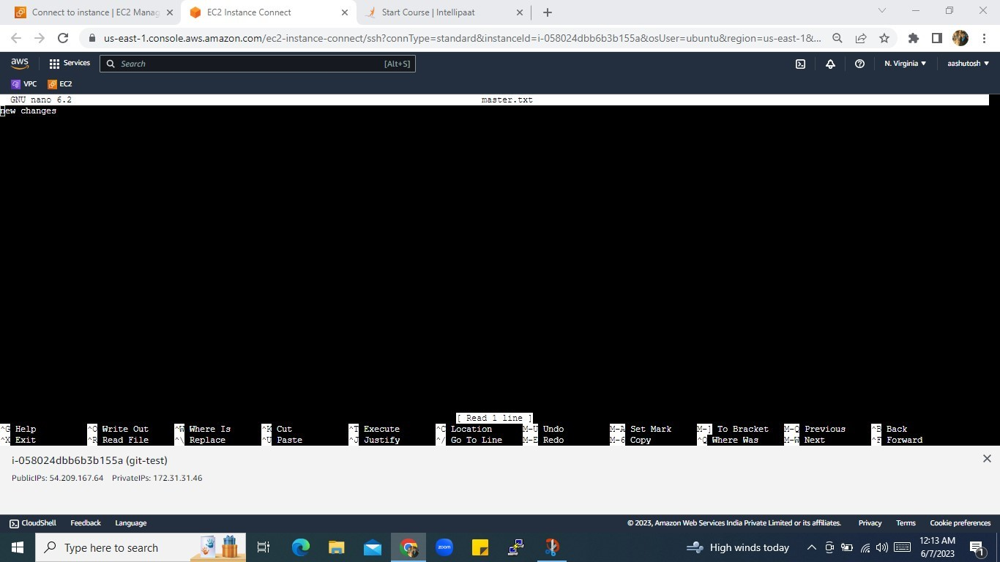 Connect to instance | EC2 Manag
EC2 Instance Connect
Start Course | Intellipaat
us-east-1.console.aws.amazon.com/ec2-instance-connect/ssh?connType=standard&instanceId=i-058024dbb6b3b155a&osUser=ubuntu&region=us-east-1&...
aws Services Search [Alt+S] N. Virginia aashutosh
VPC EC2
GNU nano 6.2 master.txt
new changes
[ Read 1 line ]
^G Help ^O Write Out ^W Where Is ^K Cut ^T Execute ^C Location M-U Undo M-A Set Mark M-] To Bracket M-Q Previous ^B Back
^X Exit ^R Read File ^\ Replace ^U Paste ^J Justify ^/ Go To Line M-E Redo M-6 Copy ^Q Where Was M-W Next ^F Forward
i-058024dbb6b3b155a (git-test)
PublicIPs: 54.209.167.64 PrivateIPs: 172.31.31.46
CloudShell Feedback Language © 2023, Amazon Web Services India Private Limited or its affiliates. Privacy Terms Cookie preferences
Type here to search zoom High winds today 12:13 AM
6/7/2023 1